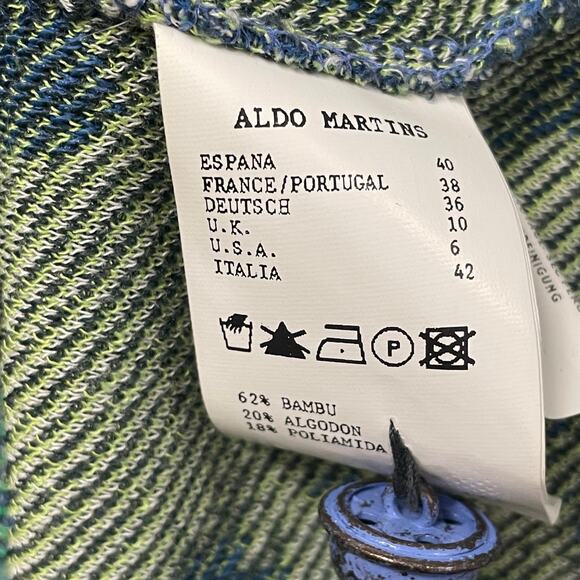 ALDO MARTINS
ESPANA 40
FRANCE/PORTUGAL 38
DEUTSCH 36
U.K. 10
U.S.A. 6
ITALIA 42
P
62% BAMBU
20% ALGODON
18% POLIAMIDA